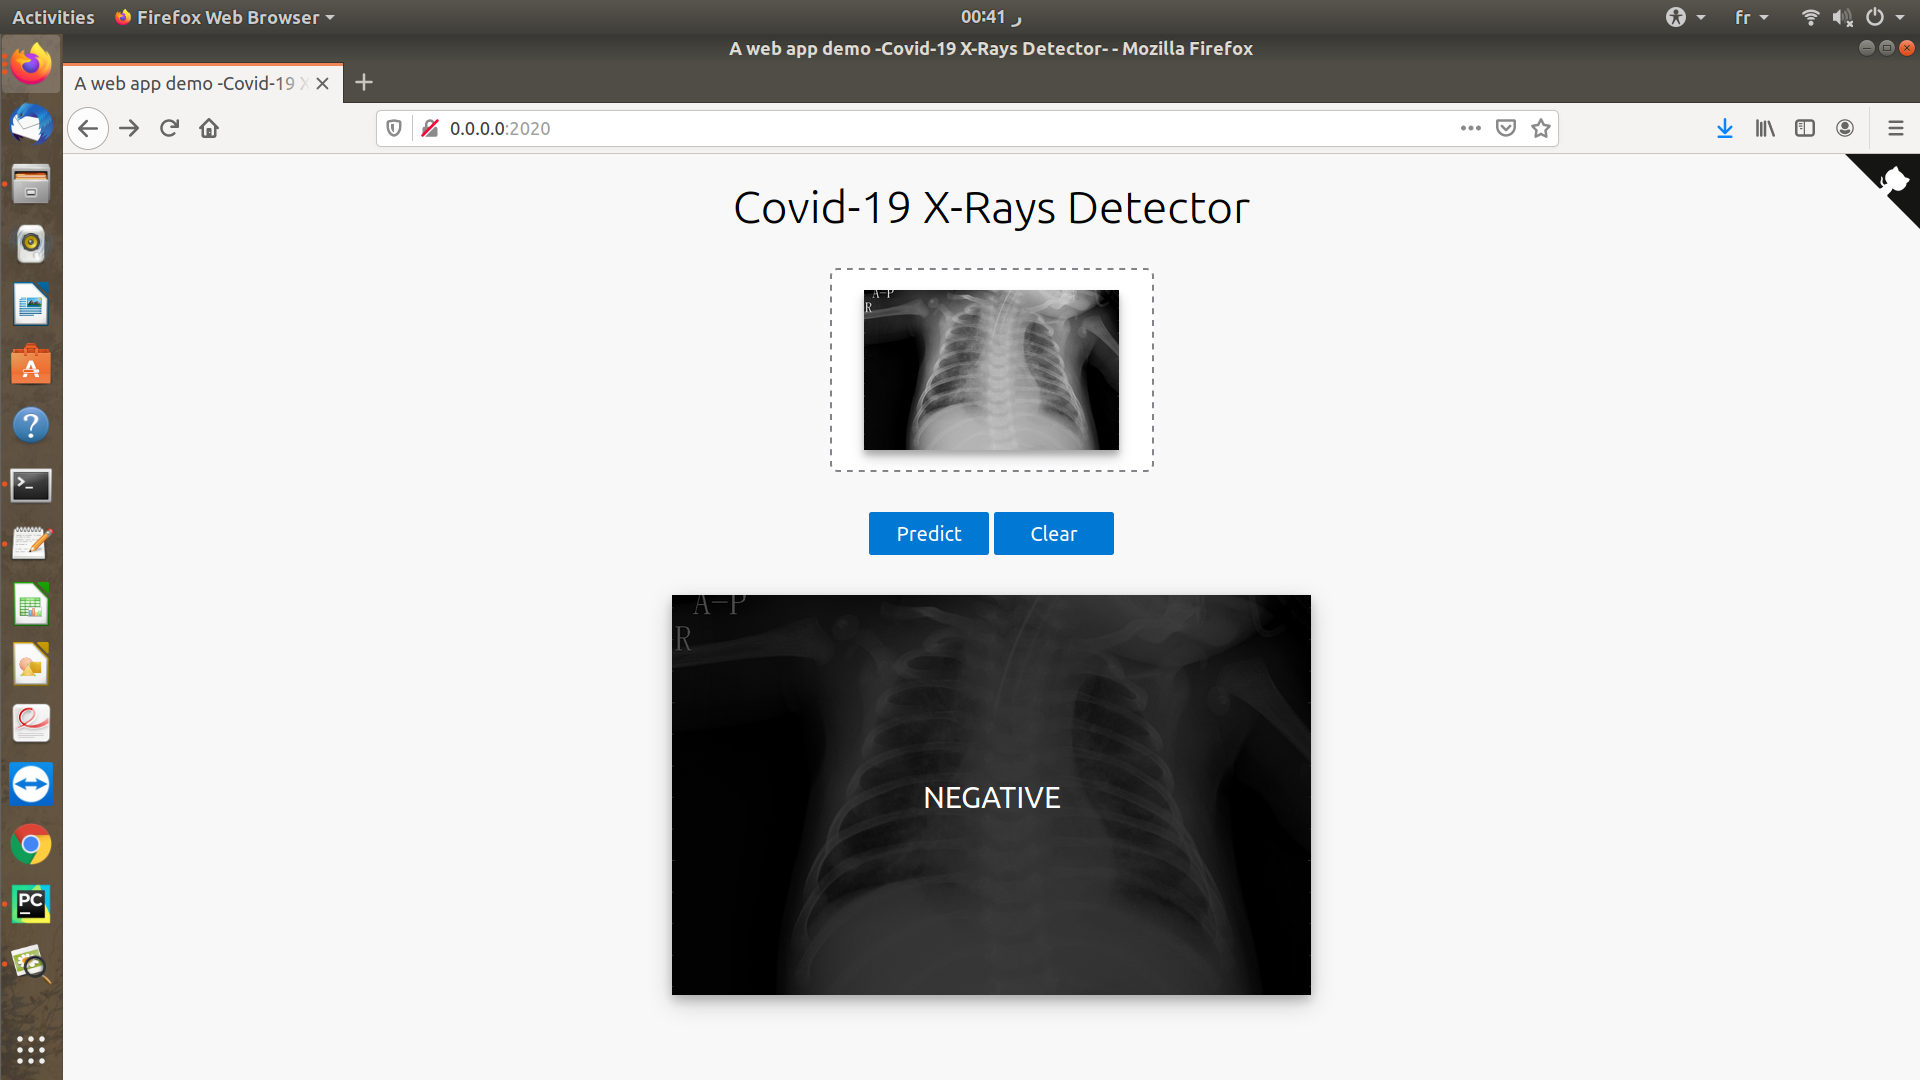 Activities
Firefox Web Browser
ر 00:41
fr
A web app demo -Covid-19 X-Rays Detector- - Mozilla Firefox
A web app demo -Covid-19 X
0.0.0.0:2020
Covid-19 X-Rays Detector
A-P
R
Predict
Clear
A-P
R
NEGATIVE
PC